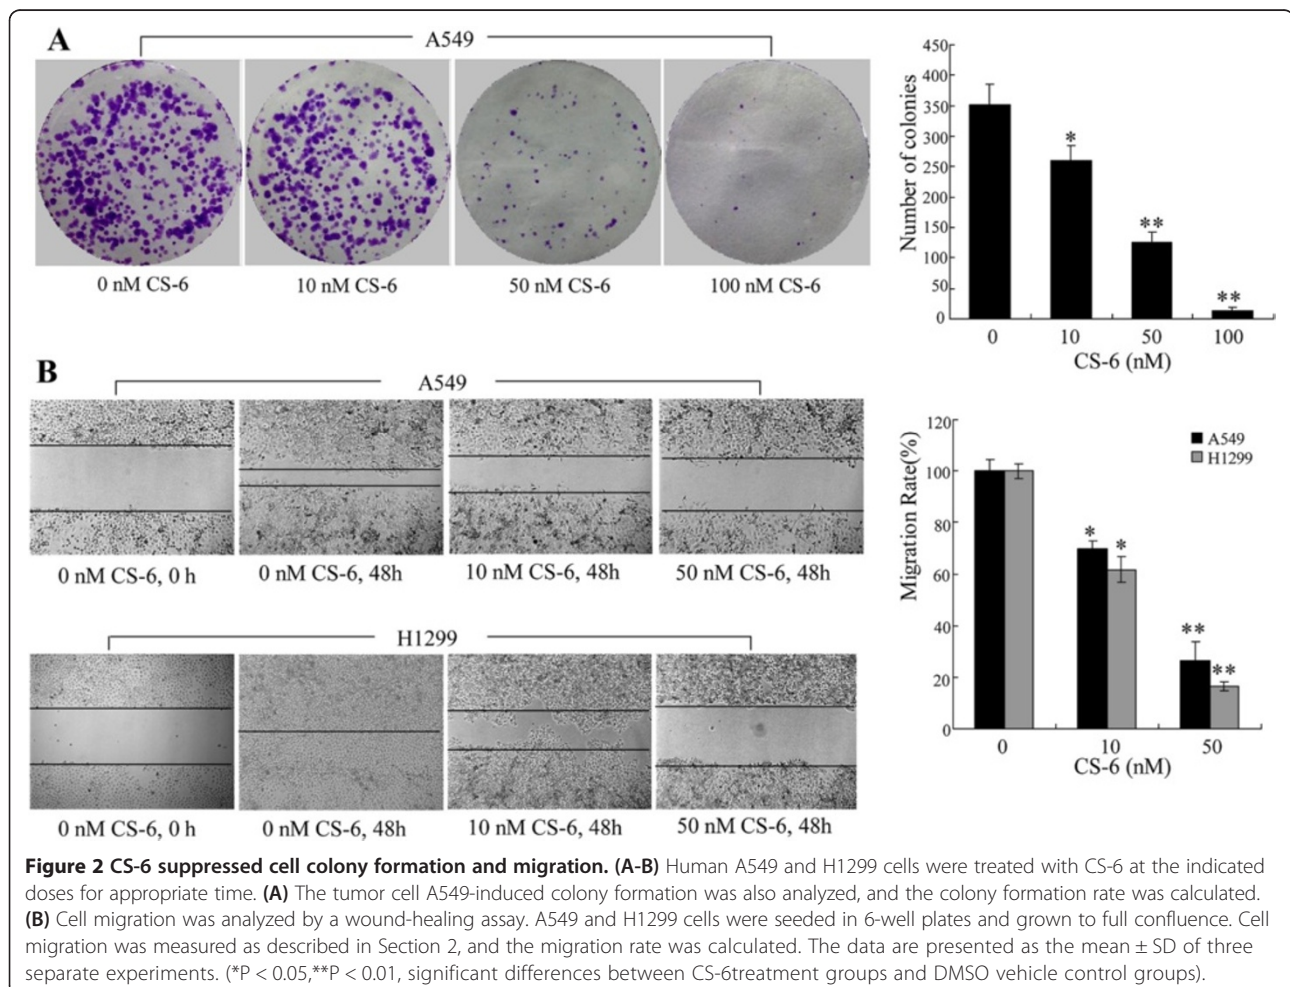 A
A549
0 nM CS-6
10 nM CS-6
50 nM CS-6
100 nM CS-6
450
400
350
300
250
200
150
100
50
0
Number of colonies
*
**
**
0
10
50
100
CS-6 (nM)
B
A549
0 nM CS-6, 0 h
0 nM CS-6, 48h
10 nM CS-6, 48h
50 nM CS-6, 48h
H1299
0 nM CS-6, 0 h
0 nM CS-6, 48h
10 nM CS-6, 48h
50 nM CS-6, 48h
120
100
80
60
40
20
0
Migration Rate(%)
A549
H1299
*
*
**
**
0
10
50
CS-6 (nM)
Figure 2 CS-6 suppressed cell colony formation and migration. (A-B) Human A549 and H1299 cells were treated with CS-6 at the indicated
doses for appropriate time. (A) The tumor cell A549-induced colony formation was also analyzed, and the colony formation rate was calculated.
(B) Cell migration was analyzed by a wound-healing assay. A549 and H1299 cells were seeded in 6-well plates and grown to full confluence. Cell
migration was measured as described in Section 2, and the migration rate was calculated. The data are presented as the mean ± SD of three
separate experiments. (*P < 0.05,**P < 0.01, significant differences between CS-6treatment groups and DMSO vehicle control groups).